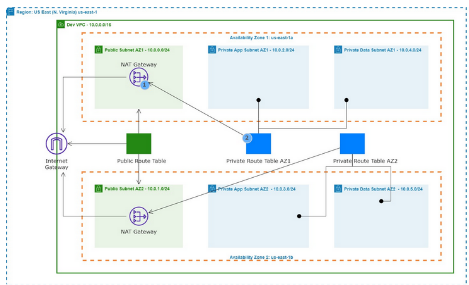 Region: US East (N. Virginia) us-east-1
Dev VPC - 10.0.0.0/16
Availability Zone 1: us-east-1a
Public Subnet AZ1 - 10.0.0.0/24
Private App Subnet AZ1 - 10.0.2.0/24
Private Data Subnet AZ1 - 10.0.4.0/24
NAT Gateway
1
2
Internet
Gateway
Public Route Table
Private Route Table AZ1
Private Route Table AZ2
Public Subnet AZ2 - 10.0.1.0/24
Private App Subnet AZ2 - 10.0.3.0/24
Private Data Subnet AZ2 - 10.0.5.0/24
NAT Gateway
Availability Zone 2: us-east-1b